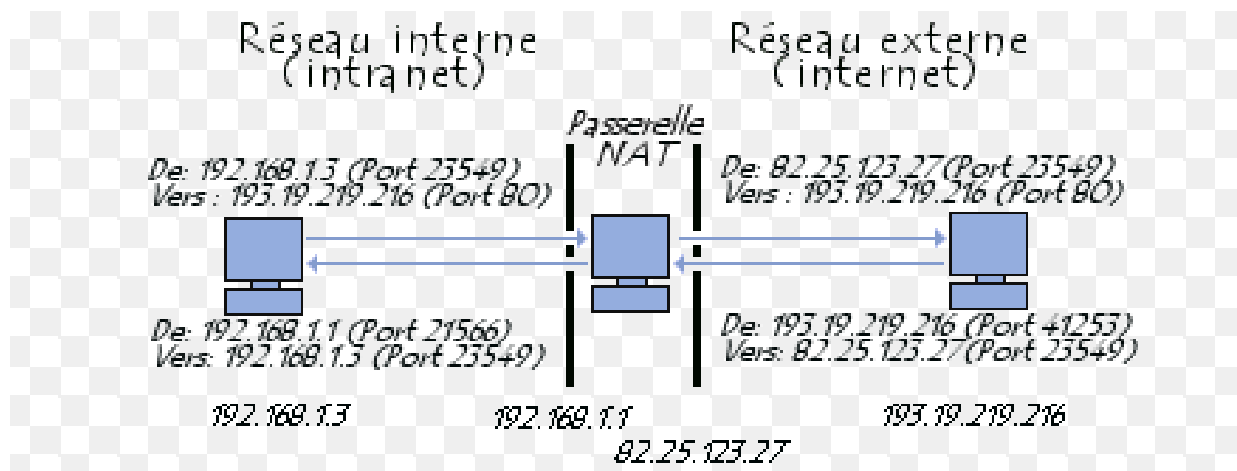 Réseau interne
(intranet)
Réseau externe
(internet)
Passerelle
NAT
De: 192.168.1.3 (Port 23549)
Vers : 193.19.219.216 (Port 80)
De: 82.25.123.27(Port 23549)
Vers : 193.19.219.216 (Port 80)
De: 192.168.1.1 (Port 21566)
Vers: 192.168.1.3 (Port 23549)
De: 193.19.219.216 (Port 41253)
Vers: 82.25.123.27(Port 23549)
192.168.1.3
192.168.1.1
193.19.219.216
82.25.123.27